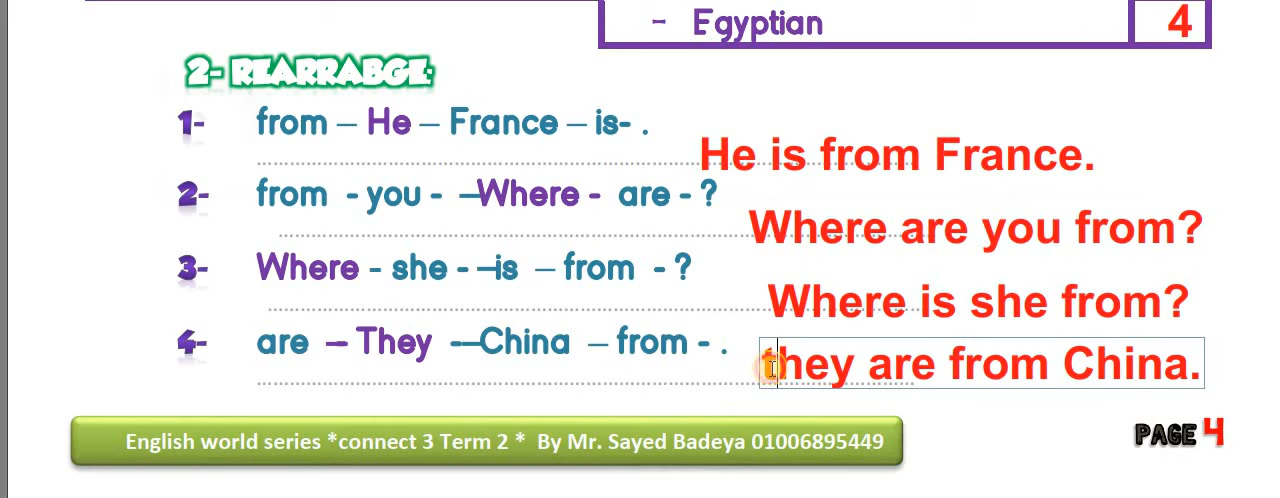 - Egyptian 4
2- REARRABGE:
1- from – He – France – is- .
He is from France.
2- from - you - –Where - are - ?
Where are you from?
3- Where - she - –is – from - ?
Where is she from?
4- are – They -–China – from - .
they are from China.
English world series *connect 3 Term 2 * By Mr. Sayed Badeya 01006895449
PAGE 4